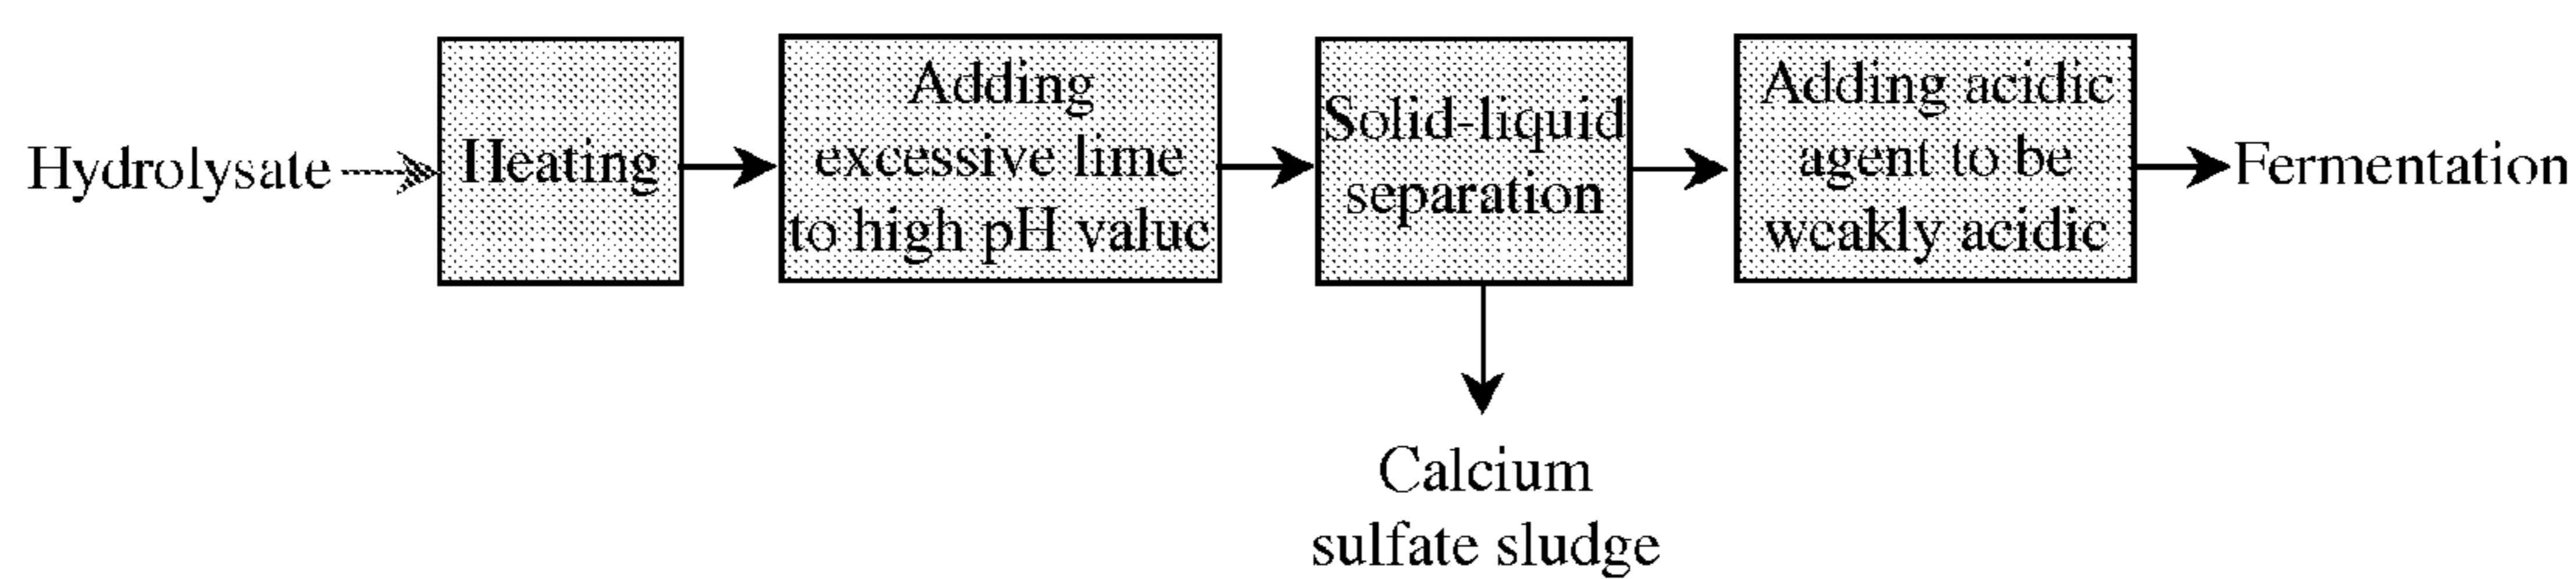 Hydrolysate
Heating
Adding
excessive lime
to high pH value
Solid-liquid
separation
Adding acidic
agent to be
weakly acidic
Fermentation
Calcium
sulfate sludge